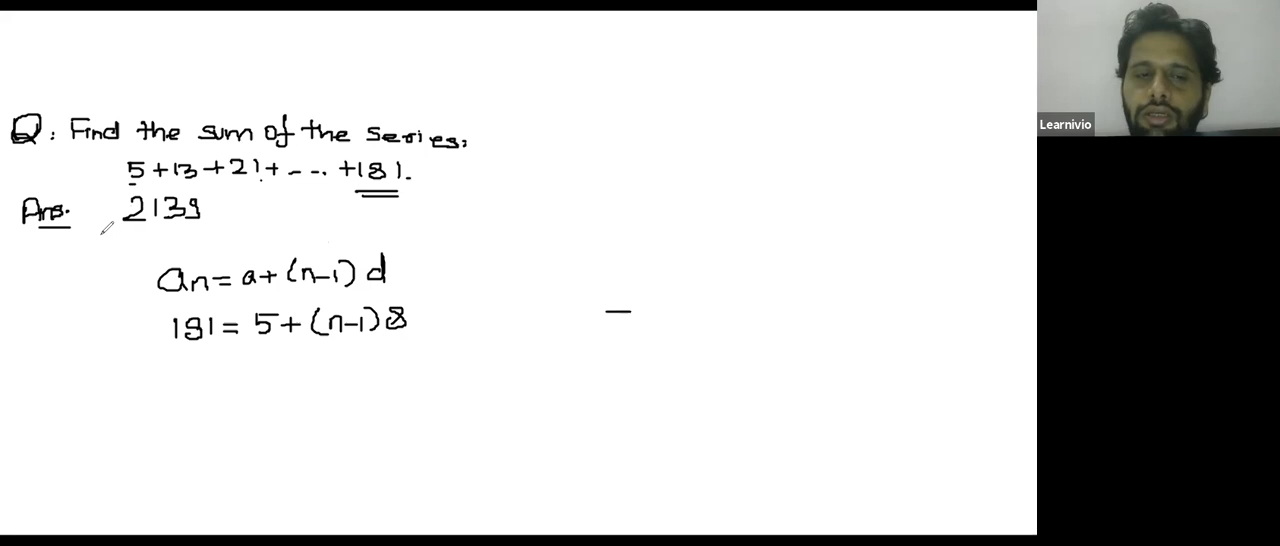 Q. Find the sum of the series.
5 + 13 + 21 + ---. + 181.
Ans. 2139
an = a + (n-1) d
181 = 5 + (n-1) 8
Learnivio